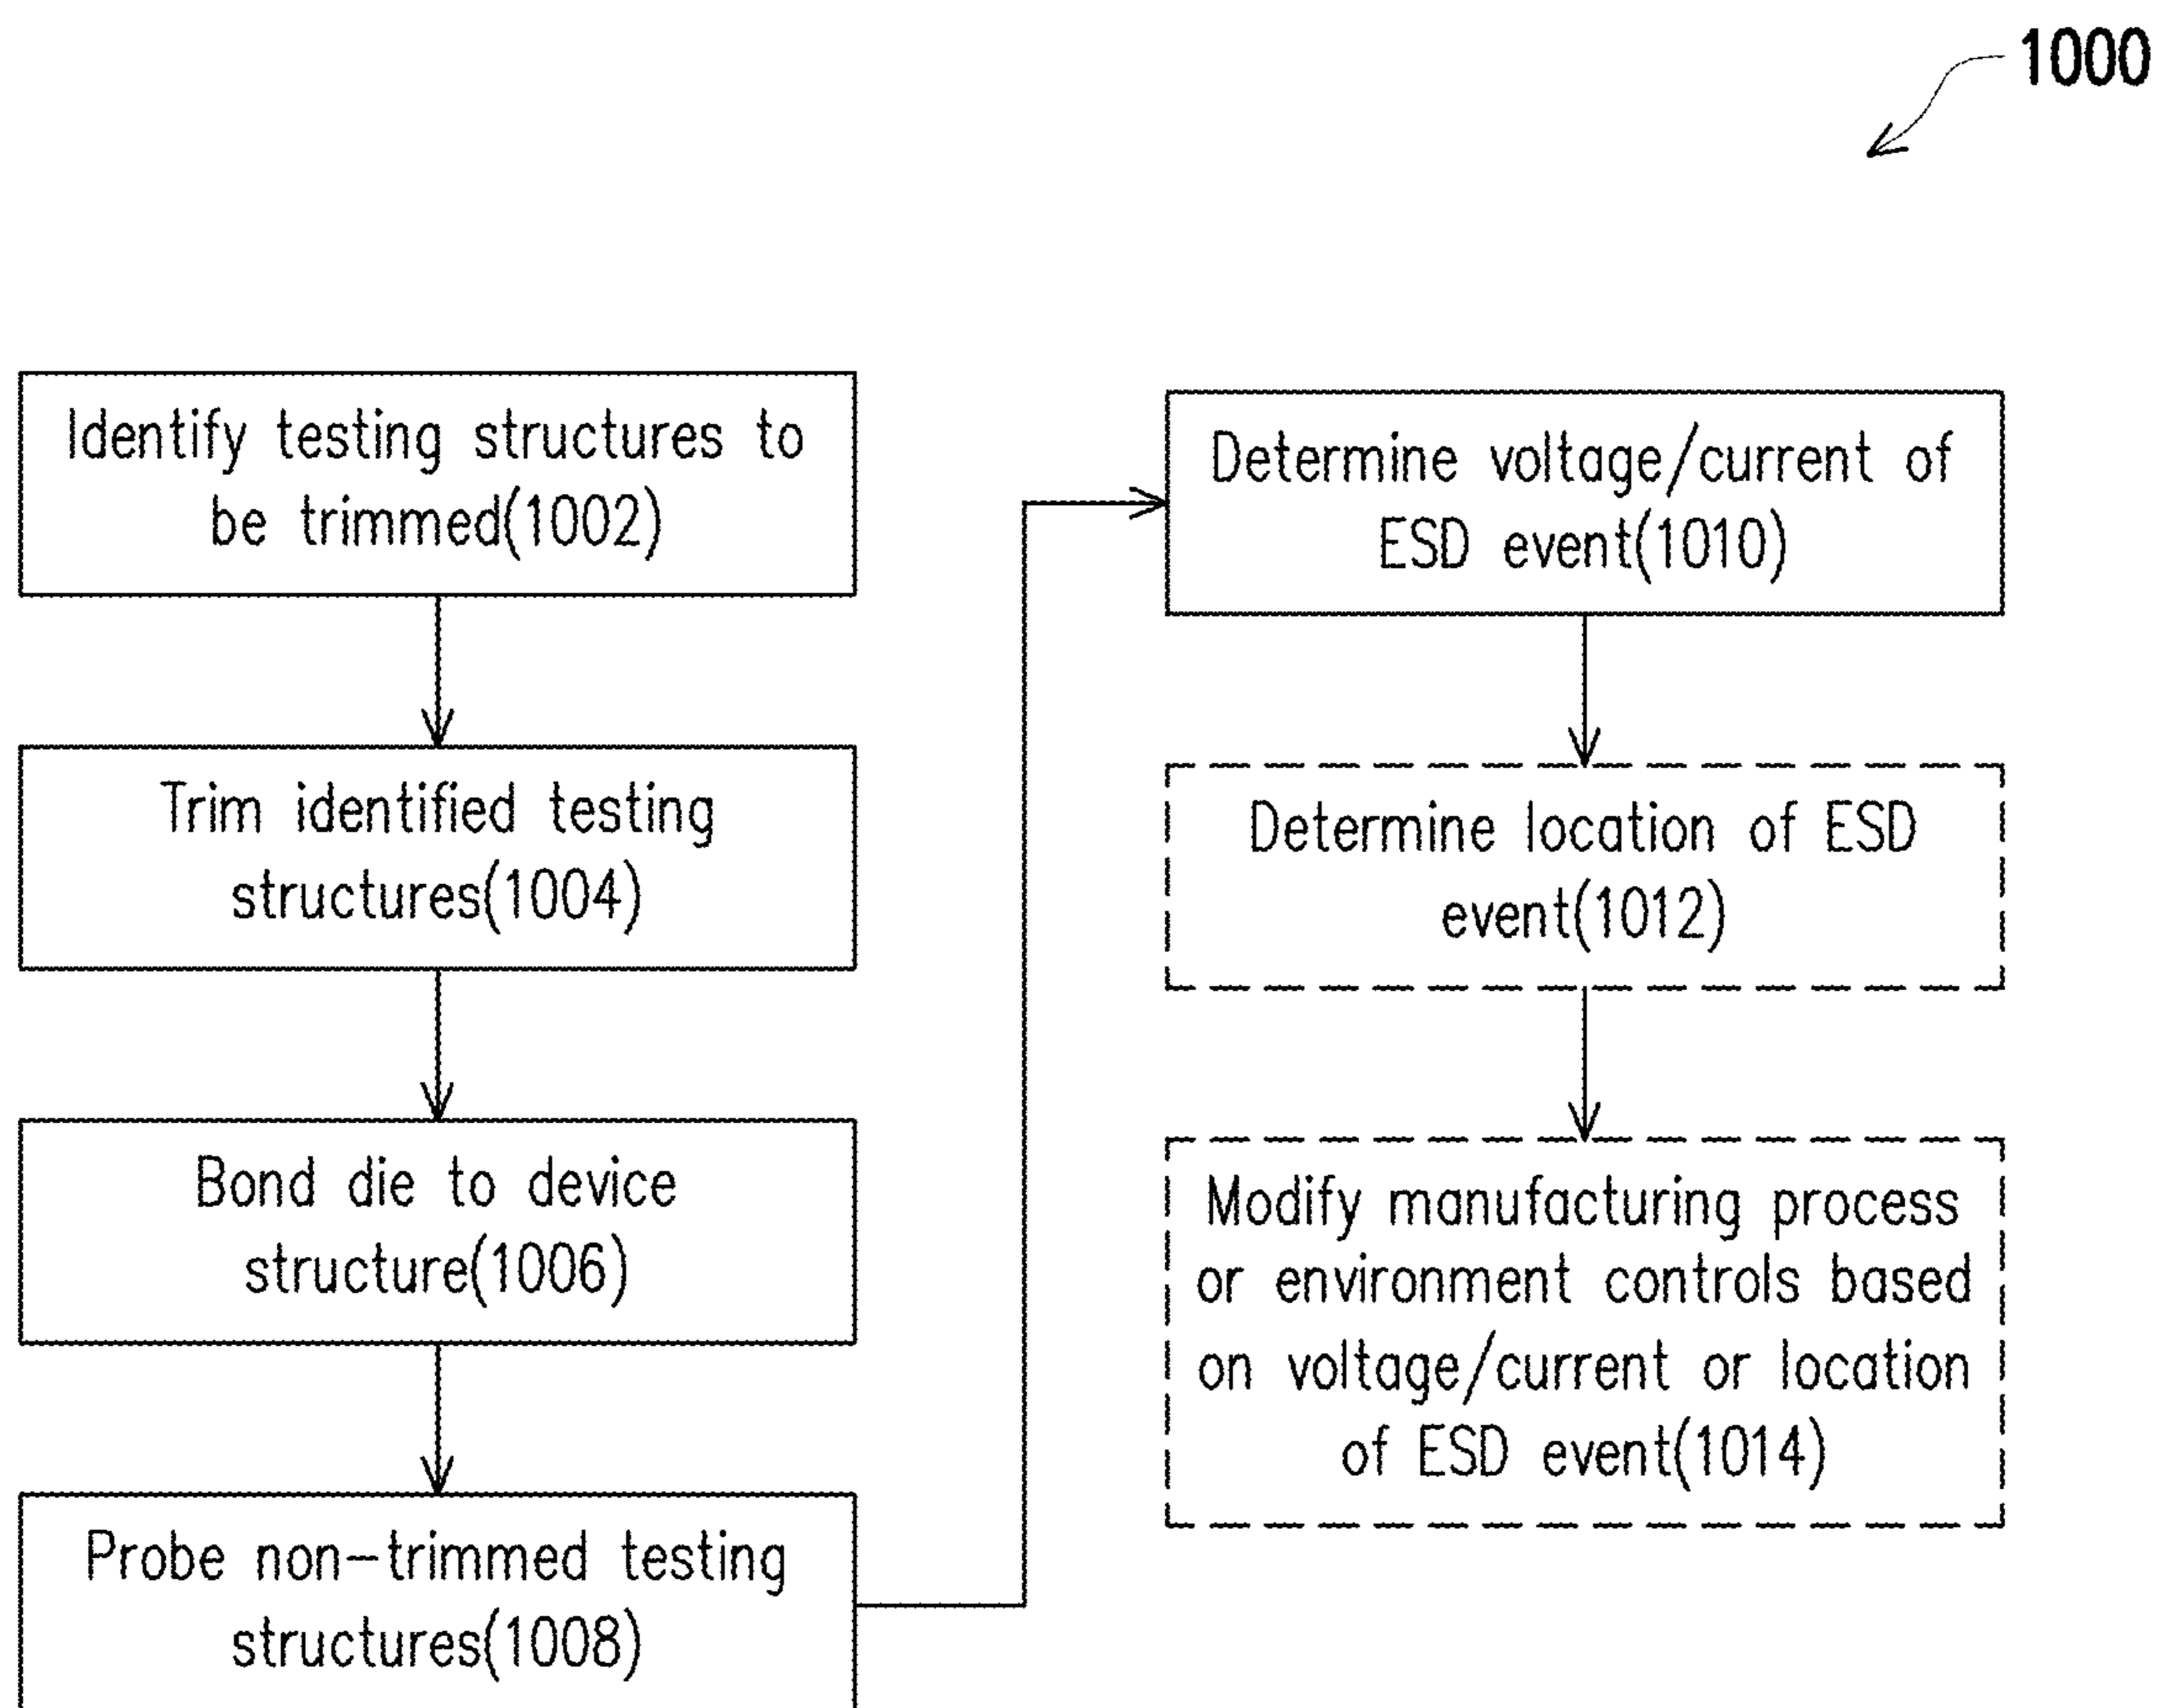 1000
Identify testing structures to
be trimmed(1002)
Trim identified testing
structures(1004)
Bond die to device
structure(1006)
Probe non-trimmed testing
structures(1008)
Determine voltage/current of
ESD event(1010)
Determine location of ESD
event(1012)
Modify manufacturing process
or environment controls based
on voltage/current or location
of ESD event(1014)